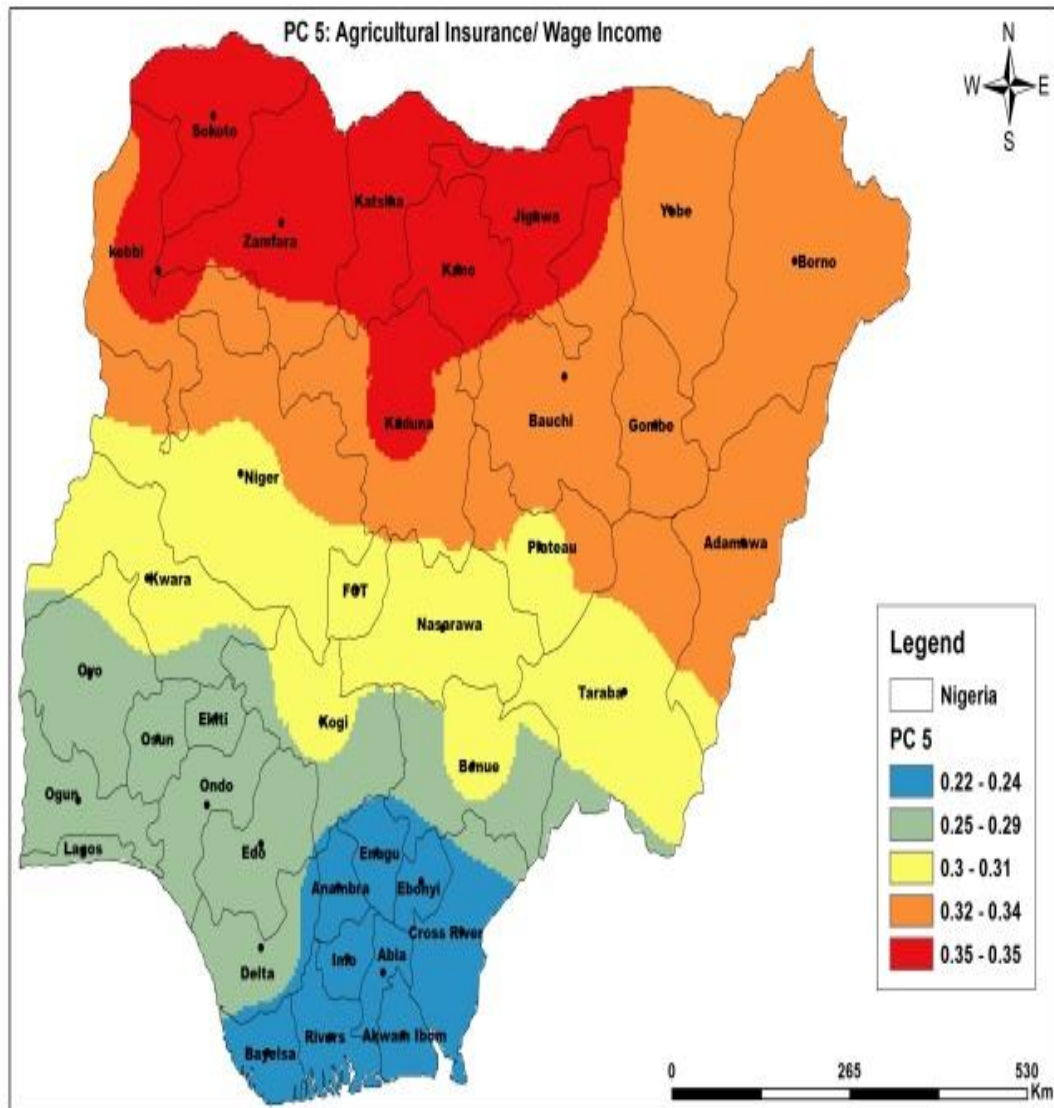 PC 5: Agricultural Insurance/ Wage Income
N
W E
S
Sokoto
Katsina
Jigawa
Yobe
Zamfara
kebbi
Kano
Borno
Kaduna
Bauchi
Gombe
Niger
Plateau
Adamawa
Kwara
FCT
Nasarawa
Oyo
Taraba
Kogi
Ekiti
Osun
Benue
Ogun
Ondo
Lagos
Edo
Enugu
Anambra
Ebonyi
Cross River
Imo
Abia
Delta
Bayelsa
Rivers
Akwam Ibom
Legend
Nigeria
PC 5
0.22 - 0.24
0.25 - 0.29
0.3 - 0.31
0.32 - 0.34
0.35 - 0.35
0 265 530
Km